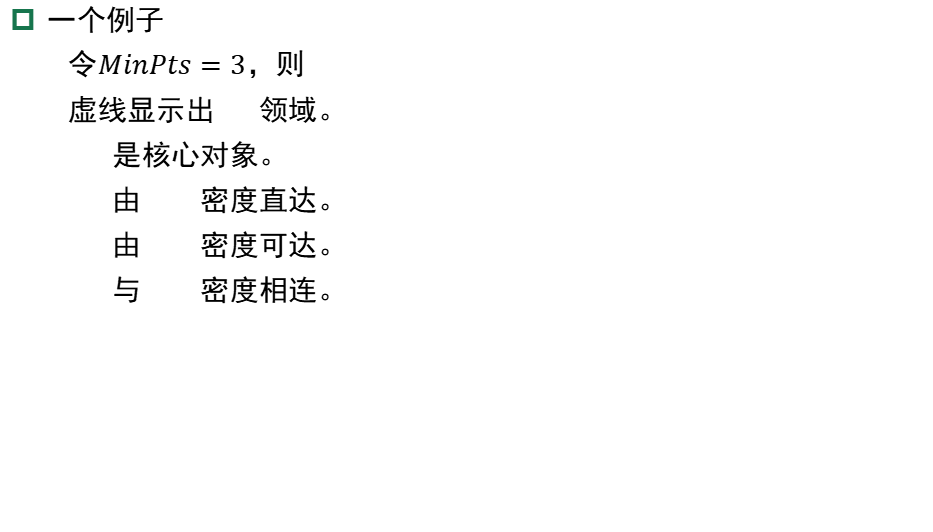 一个例子
令MinPts = 3，则
虚线显示出 领域。
是核心对象。
由 密度直达。
由 密度可达。
与 密度相连。